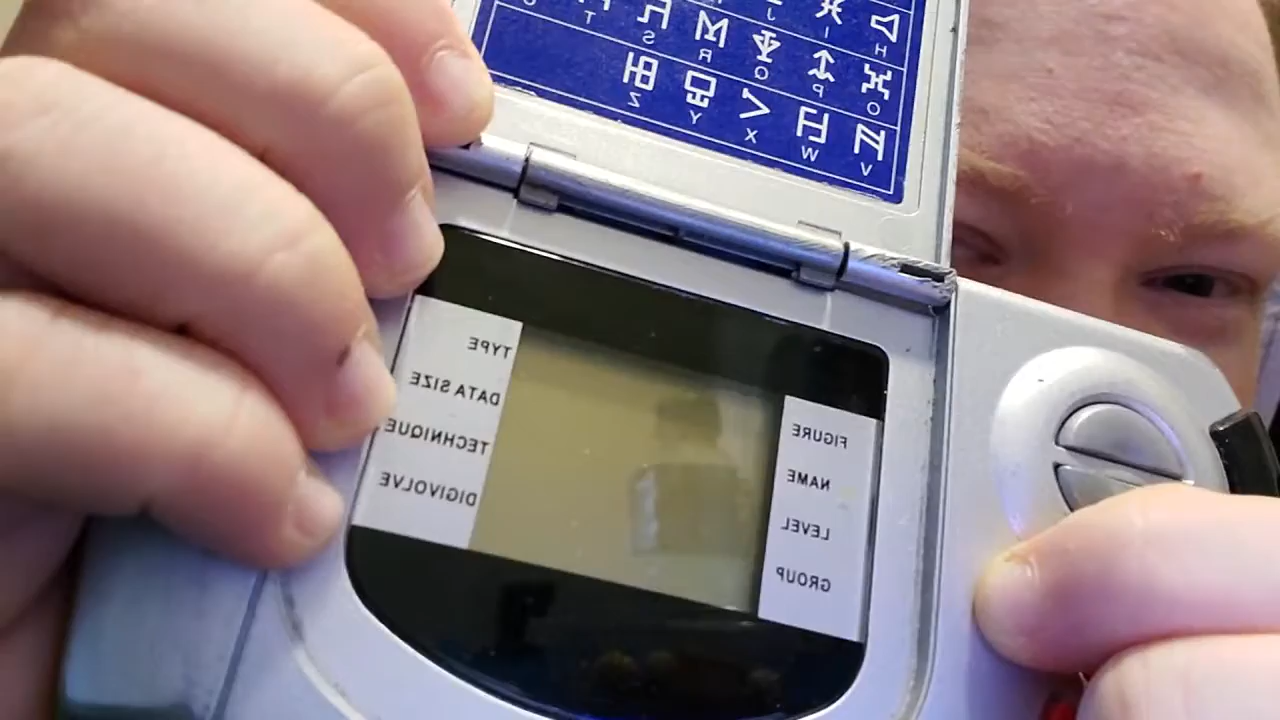 H I J
O P Q R S T
V W X Y Z
FIGURE
NAME
LEVEL
GROUP
TYPE
DATA SIZE
TECHNIQUE
DIGIVOLVE